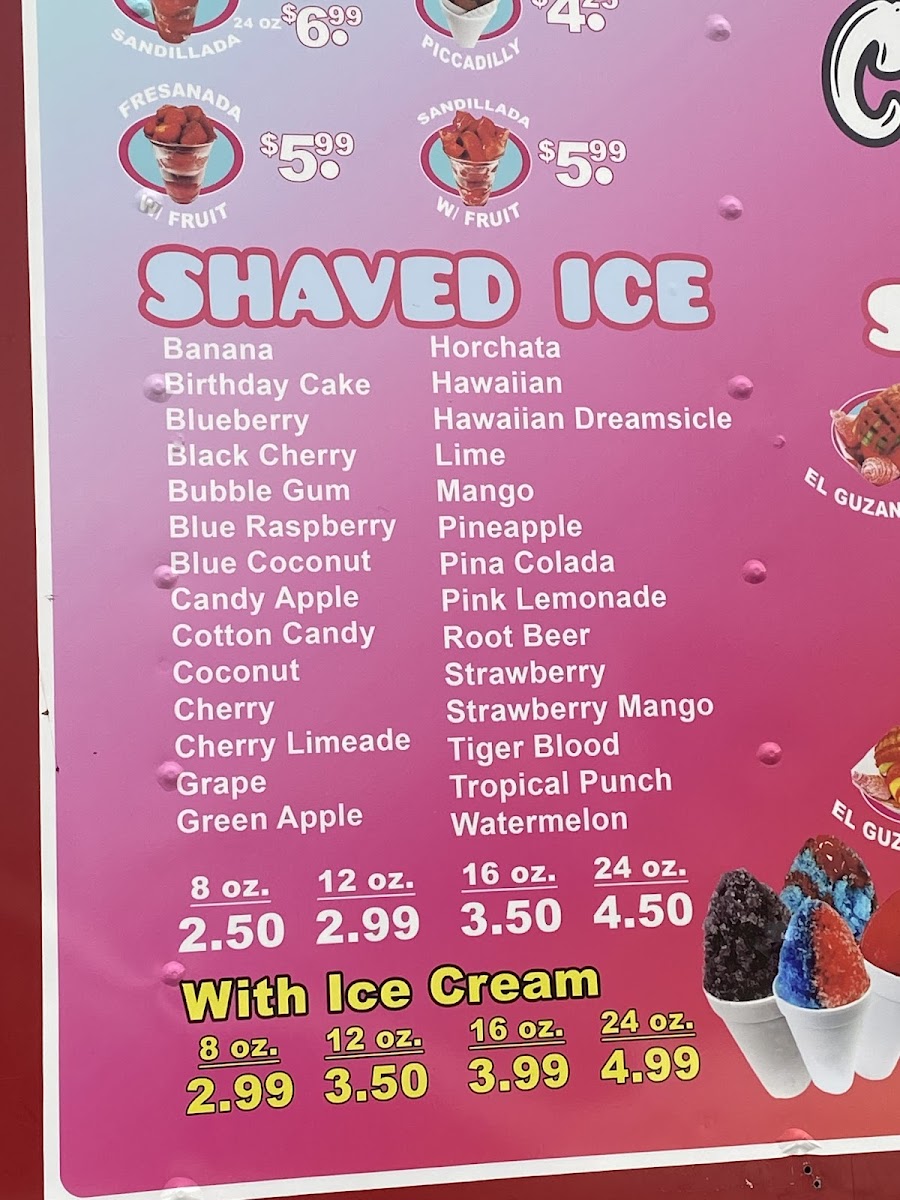 24 OZ $6.99
SANDILLADA
PICCADILLY
FRESANADA
$5.99
W/ FRUIT
SANDILLADA
$5.99
W/ FRUIT
SHAVED ICE
Banana
Birthday Cake
Blueberry
Black Cherry
Bubble Gum
Blue Raspberry
Blue Coconut
Candy Apple
Cotton Candy
Coconut
Cherry
Cherry Limeade
Grape
Green Apple
Horchata
Hawaiian
Hawaiian Dreamsicle
Lime
Mango
Pineapple
Pina Colada
Pink Lemonade
Root Beer
Strawberry
Strawberry Mango
Tiger Blood
Tropical Punch
Watermelon
8 oz. 12 oz. 16 oz. 24 oz.
2.50 2.99 3.50 4.50
With Ice Cream
8 oz. 12 oz. 16 oz. 24 oz.
2.99 3.50 3.99 4.99
EL GUZAN
EL GUZ